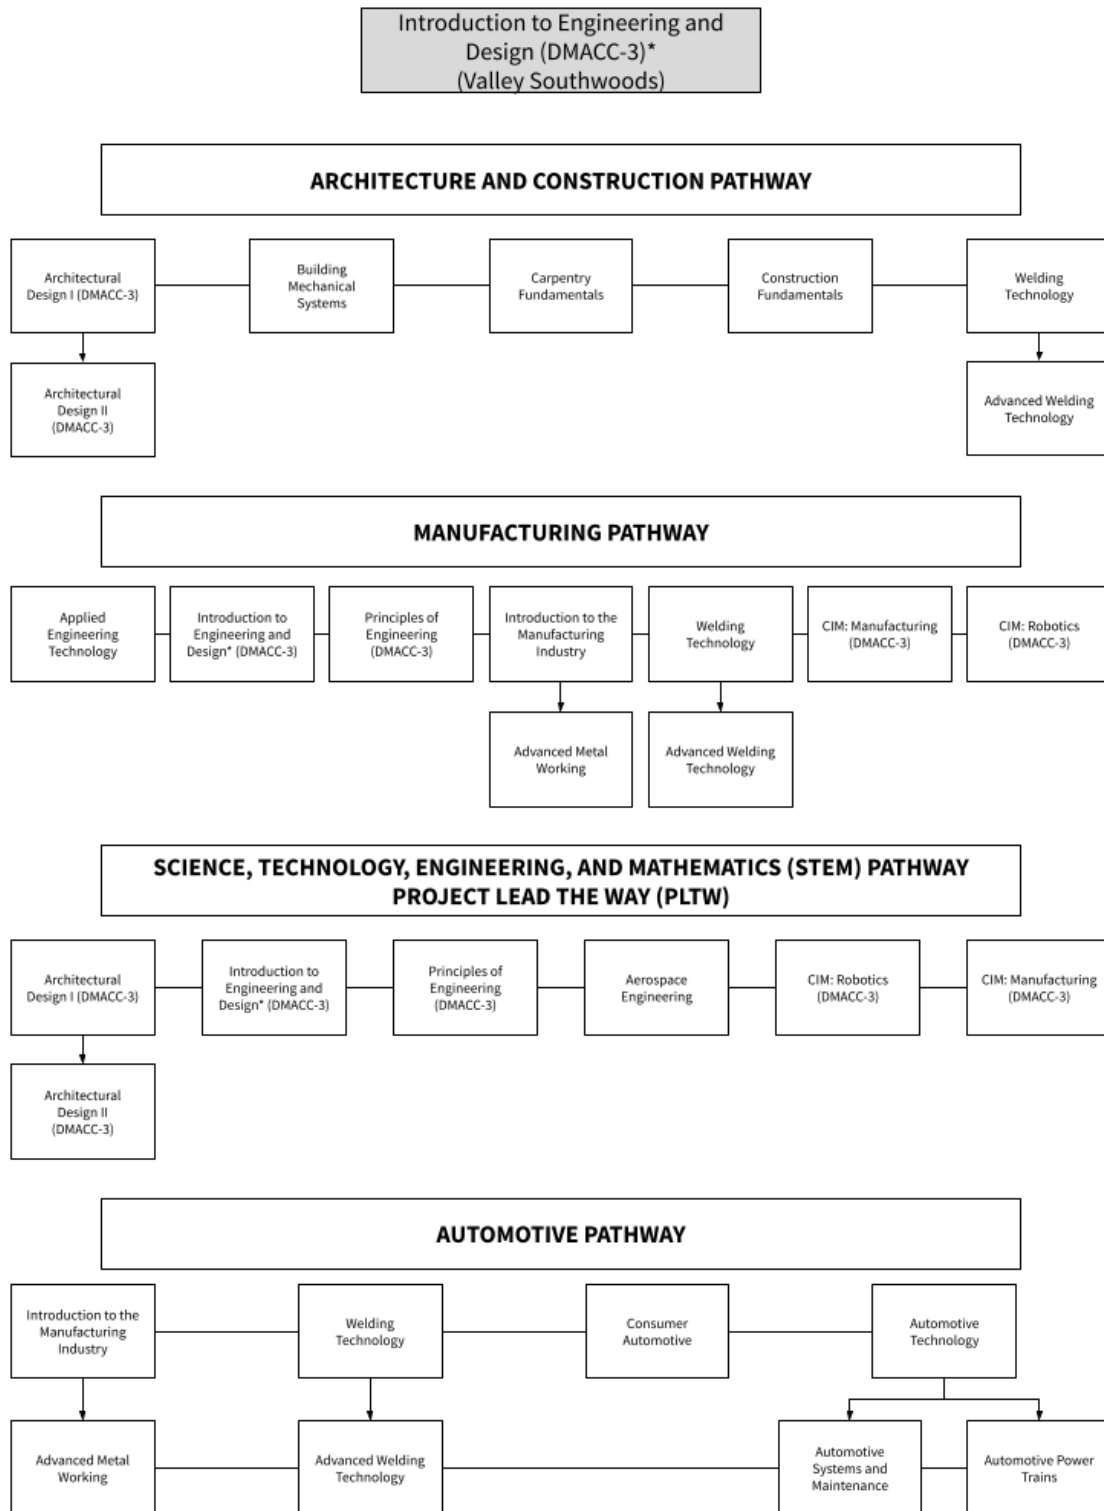 Introduction to Engineering and
Design (DMACC-3)*
(Valley Southwoods)
ARCHITECTURE AND CONSTRUCTION PATHWAY
Architectural
Design I (DMACC-3)
Building
Mechanical
Systems
Carpentry
Fundamentals
Construction
Fundamentals
Welding
Technology
Architectural
Design II
(DMACC-3)
Advanced Welding
Technology
MANUFACTURING PATHWAY
Applied
Engineering
Technology
Introduction to
Engineering and
Design* (DMACC-3)
Principles of
Engineering
(DMACC-3)
Introduction to the
Manufacturing
Industry
Welding
Technology
CIM: Manufacturing
(DMACC-3)
CIM: Robotics
(DMACC-3)
Advanced Metal
Working
Advanced Welding
Technology
SCIENCE, TECHNOLOGY, ENGINEERING, AND MATHEMATICS (STEM) PATHWAY
PROJECT LEAD THE WAY (PLTW)
Architectural
Design I (DMACC-3)
Introduction to
Engineering and
Design* (DMACC-3)
Principles of
Engineering
(DMACC-3)
Aerospace
Engineering
CIM: Robotics
(DMACC-3)
CIM: Manufacturing
(DMACC-3)
Architectural
Design II
(DMACC-3)
AUTOMOTIVE PATHWAY
Introduction to the
Manufacturing
Industry
Welding
Technology
Consumer
Automotive
Automotive
Technology
Advanced Metal
Working
Advanced Welding
Technology
Automotive
Systems and
Maintenance
Automotive Power
Trains